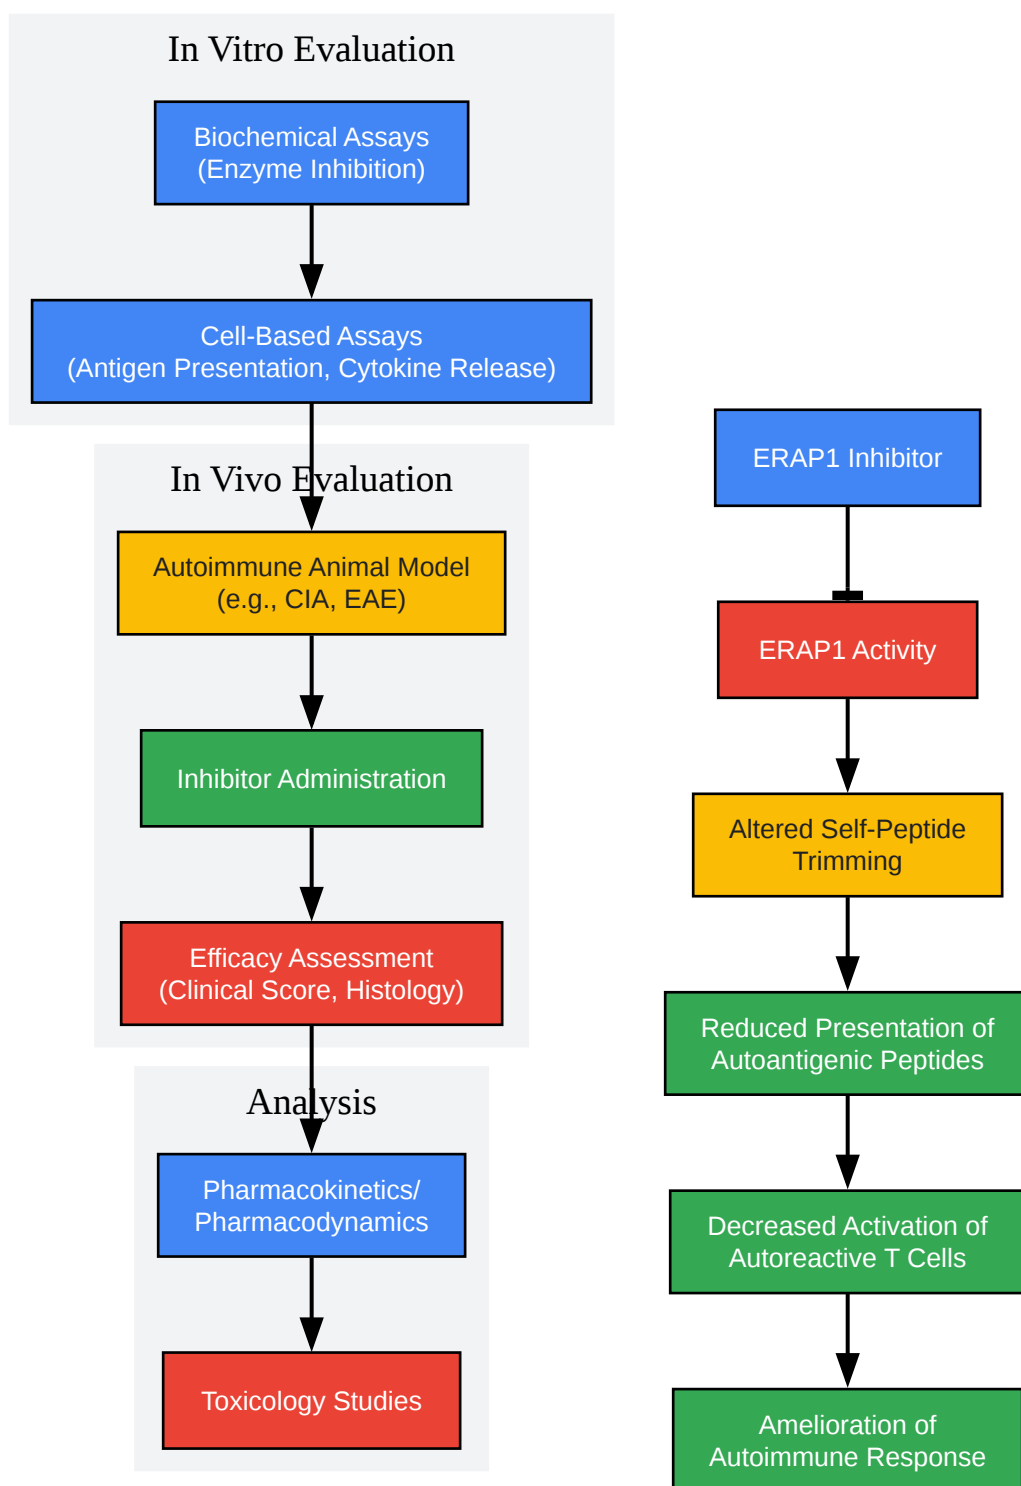 In Vitro Evaluation
Biochemical Assays
(Enzyme Inhibition)
Cell-Based Assays
(Antigen Presentation, Cytokine Release)
In Vivo Evaluation
Autoimmune Animal Model
(e.g., CIA, EAE)
Inhibitor Administration
Efficacy Assessment
(Clinical Score, Histology)
Analysis
Pharmacokinetics/
Pharmacodynamics
Toxicology Studies
ERAP1 Inhibitor
ERAP1 Activity
Altered Self-Peptide
Trimming
Reduced Presentation of
Autoantigenic Peptides
Decreased Activation of
Autoreactive T Cells
Amelioration of
Autoimmune Response